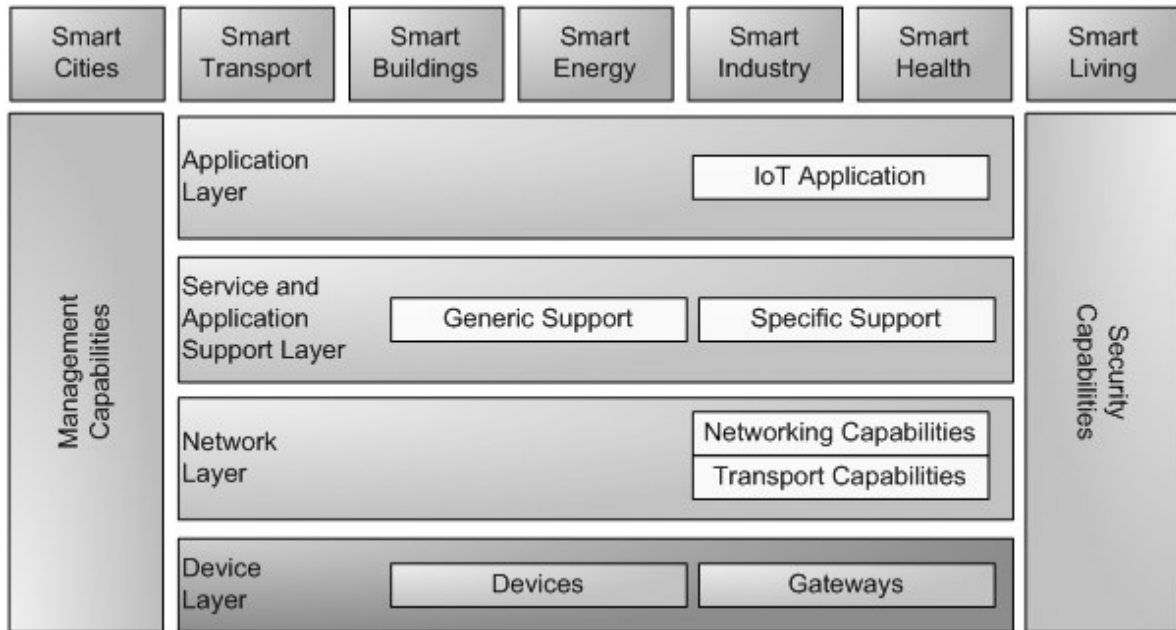 Smart
Cities
Smart
Transport
Smart
Buildings
Smart
Energy
Smart
Industry
Smart
Health
Smart
Living
Management
Capabilities
Application
Layer
IoT Application
Service and
Application
Support Layer
Generic Support
Specific Support
Network
Layer
Networking Capabilities
Transport Capabilities
Device
Layer
Devices
Gateways
Security
Capabilities